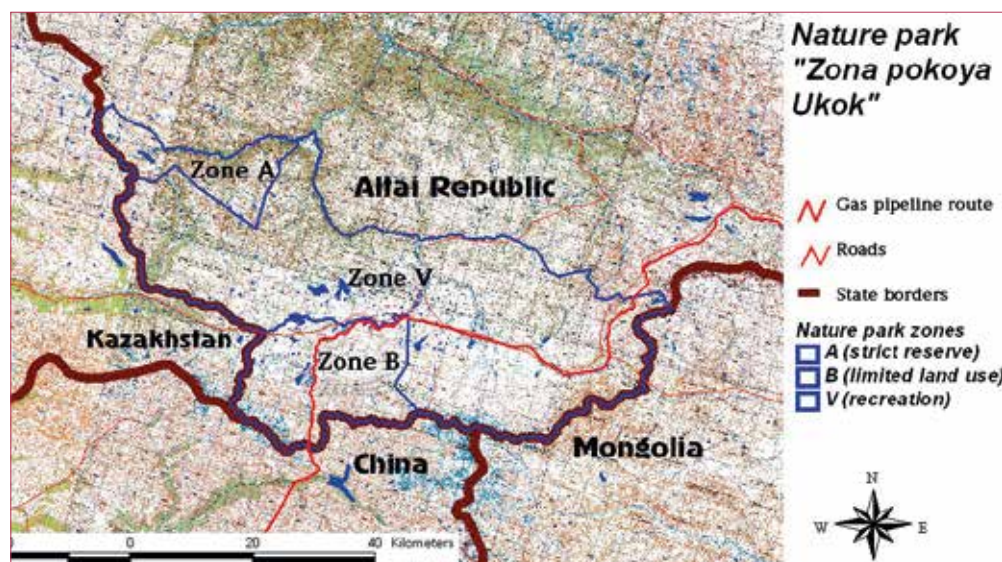 Nature park
"Zona pokoya
Ukok"
Zone A
Altai Republic
Gas pipeline route
Roads
State borders
Zone V
Kazakhstan
Zone B
Nature park zones
A (strict reserve)
B (limited land use)
V (recreation)
China
Mongolia
N
W E
S
0 20 40 Kilometers